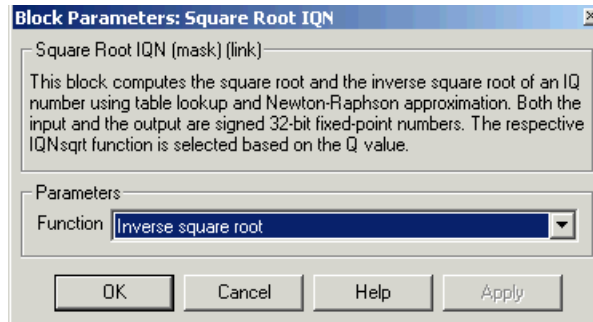 Block Parameters: Square Root IQN
Square Root IQN (mask) (link)
This block computes the square root and the inverse square root of an IQ
number using table lookup and Newton-Raphson approximation. Both the
input and the output are signed 32-bit fixed-point numbers. The respective
IQNsqrt function is selected based on the Q value.
Parameters
Function Inverse square root
OK Cancel Help Apply